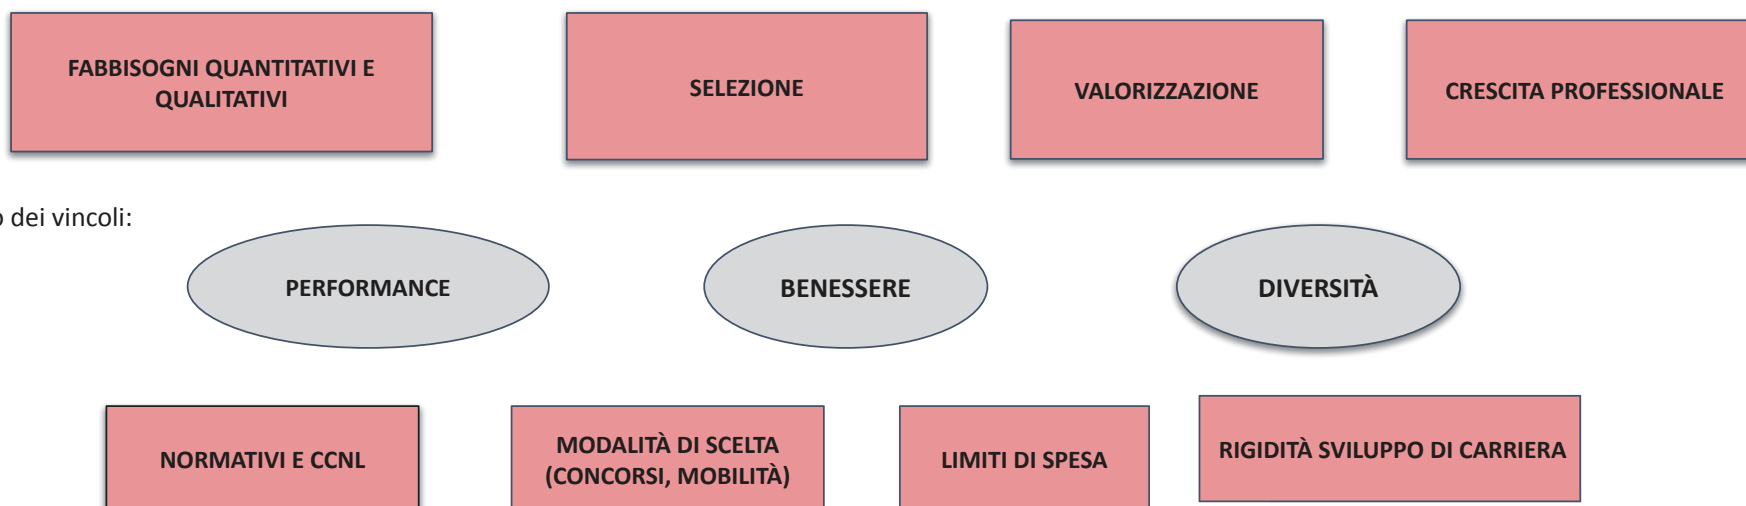 FABBISOGNI QUANTITATIVI E
QUALITATIVI
SELEZIONE
VALORIZZAZIONE
CRESCITA PROFESSIONALE
dei vincoli:
PERFORMANCE
BENESSERE
DIVERSITÀ
NORMATIVI E CCNL
MODALITÀ DI SCELTA
(CONCORSI, MOBILITÀ)
LIMITI DI SPESA
RIGIDITÀ SVILUPPO DI CARRIERA